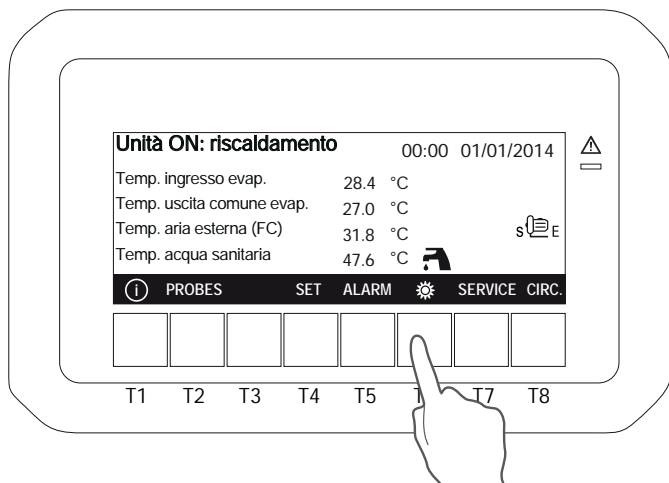 Unità ON: riscaldamento 00:00 01/01/2014
Temp. ingresso evap. 28.4 °C
Temp. uscita comune evap. 27.0 °C
Temp. aria esterna (FC) 31.8 °C S E
Temp. acqua sanitaria 47.6 °C
i PROBES SET ALARM SERVICE CIRC.
T1 T2 T3 T4 T5 T7 T8